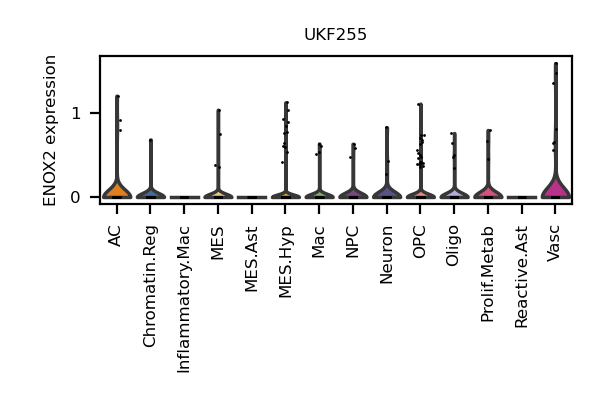 UKF255
ENOX2 expression
1
0
AC
Chromatin.Reg
Inflammatory.Mac
MES
MES.Ast
MES.Hyp
Mac
NPC
Neuron
OPC
Oligo
Prolif.Metab
Reactive.Ast
Vasc